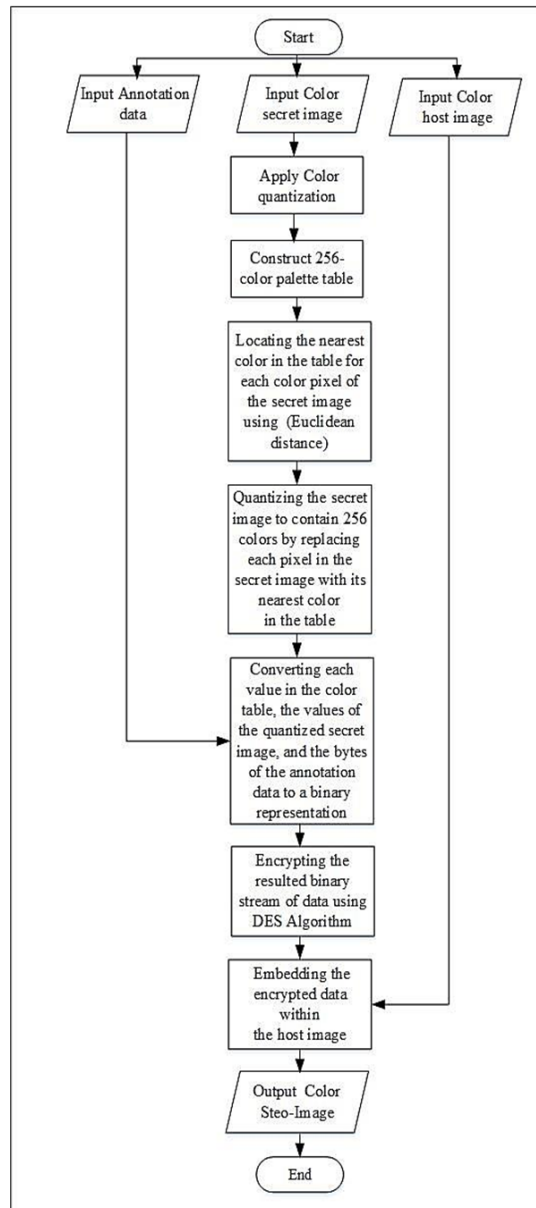 Start
Input Annotation
data
Input Color
secret image
Input Color
host image
Apply Color
quantization
Construct 256-
color palette table
Locating the nearest
color in the table for
each color pixel of
the secret image
using (Euclidean
distance)
Quantizing the secret
image to contain 256
colors by replacing
each pixel in the
secret image with its
nearest color
in the table
Converting each
value in the color
table, the values of
the quantized secret
image, and the bytes
of the annotation
data to a binary
representation
Encrypting the
resulted binary
stream of data using
DES Algorithm
Embedding the
encrypted data
within
the host image
Output Color
Steo-Image
End